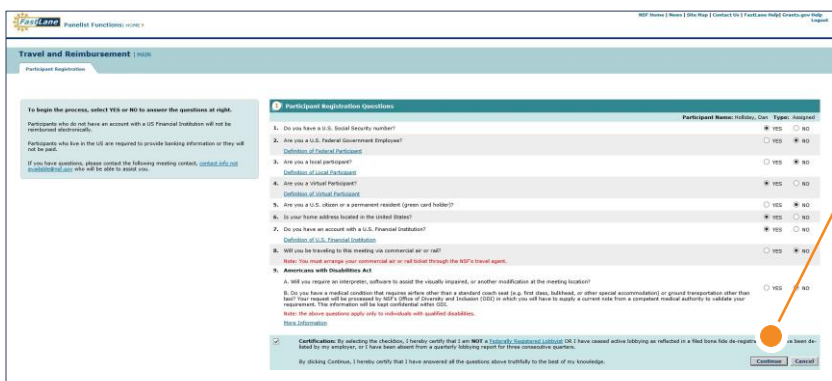 NSF Home | News | Site Map | Contact Us | FastLane Help| Grants.gov Help
Logout
FastLane Panelist Functions: HOME
Travel and Reimbursement | MAIN
Participant Registration
To begin the process, select YES or NO to answer the questions at right.
Participants who do not have an account with a US Financial Institution will not be
reimbursed electronically.
Participants who live in the US are required to provide banking information or they will
not be paid.
If you have questions, please contact the following meeting contact, contact info not
available@nsf.gov who will be able to assist you.
1 Participant Registration Questions
Participant Name: Holliday, Dan Type: Assigned
1. Do you have a U.S. Social Security number? YES NO
2. Are you a U.S. Federal Government Employee? YES NO
Definition of Federal Participant
3. Are you a local participant? YES NO
Definition of Local Participant
4. Are you a Virtual Participant? YES NO
Definition of Virtual Participant
5. Are you a U.S. citizen or a permanent resident (green card holder)? YES NO
6. Is your home address located in the United States? YES NO
7. Do you have an account with a U.S. Financial Institution? YES NO
Definition of U.S. Financial Institution
8. Will you be traveling to this meeting via commercial air or rail? YES NO
Note: You must arrange your commercial air or rail ticket through the NSF's travel agent.
9. Americans with Disabilities Act
A. Will you require an interpreter, software to assist the visually impaired, or another modification at the meeting location? YES NO
B. Do you have a medical condition that requires airfare other than a standard coach seat (e.g. first class, bulkhead, or other special accommodation) or ground transportation other than
taxi? Your request will be processed by NSF's Office of Diversity and Inclusion (ODI) in which you will have to supply a current note from a competent medical authority to validate your
requirement. This information will be kept confidential within ODI.
Note: the above questions apply only to individuals with qualified disabilities.
More Information
Certification: By selecting the checkbox, I hereby certify that I am NOT a Federally Registered Lobbyist OR I have ceased active lobbying as reflected in a filed bona fide de-registra ve been de-
listed by my employer, or I have been absent from a quarterly lobbying report for three consecutive quarters.
By clicking Continue, I hereby certify that I have answered all the questions above truthfully to the best of my knowledge.
Continue Cancel